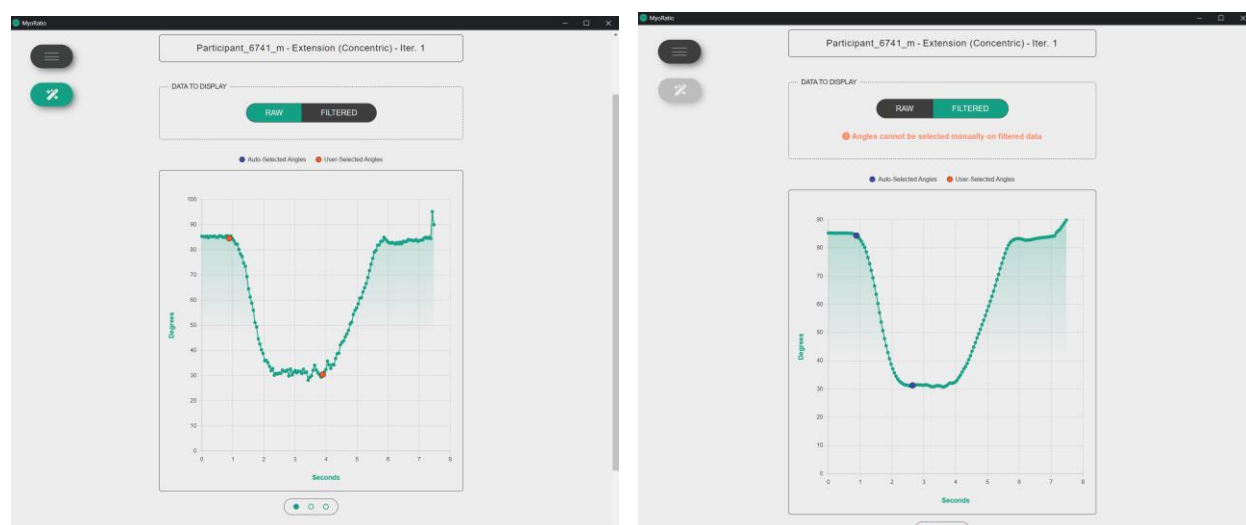 MyoRatio
Participant_6741_m - Extension (Concentric) - Iter. 1
DATA TO DISPLAY
RAW FILTERED
Auto-Selected Angles User-Selected Angles
100
90
80
70
60
50
40
30
20
10
0
Degrees
0 1 2 3 4 5 6 7 8
Seconds
MyoRatio
Participant_6741_m - Extension (Concentric) - Iter. 1
DATA TO DISPLAY
RAW FILTERED
Angles cannot be selected manually on filtered data
Auto-Selected Angles User-Selected Angles
90
80
70
60
50
40
30
20
10
0
Degrees
0 1 2 3 4 5 6 7 8
Seconds